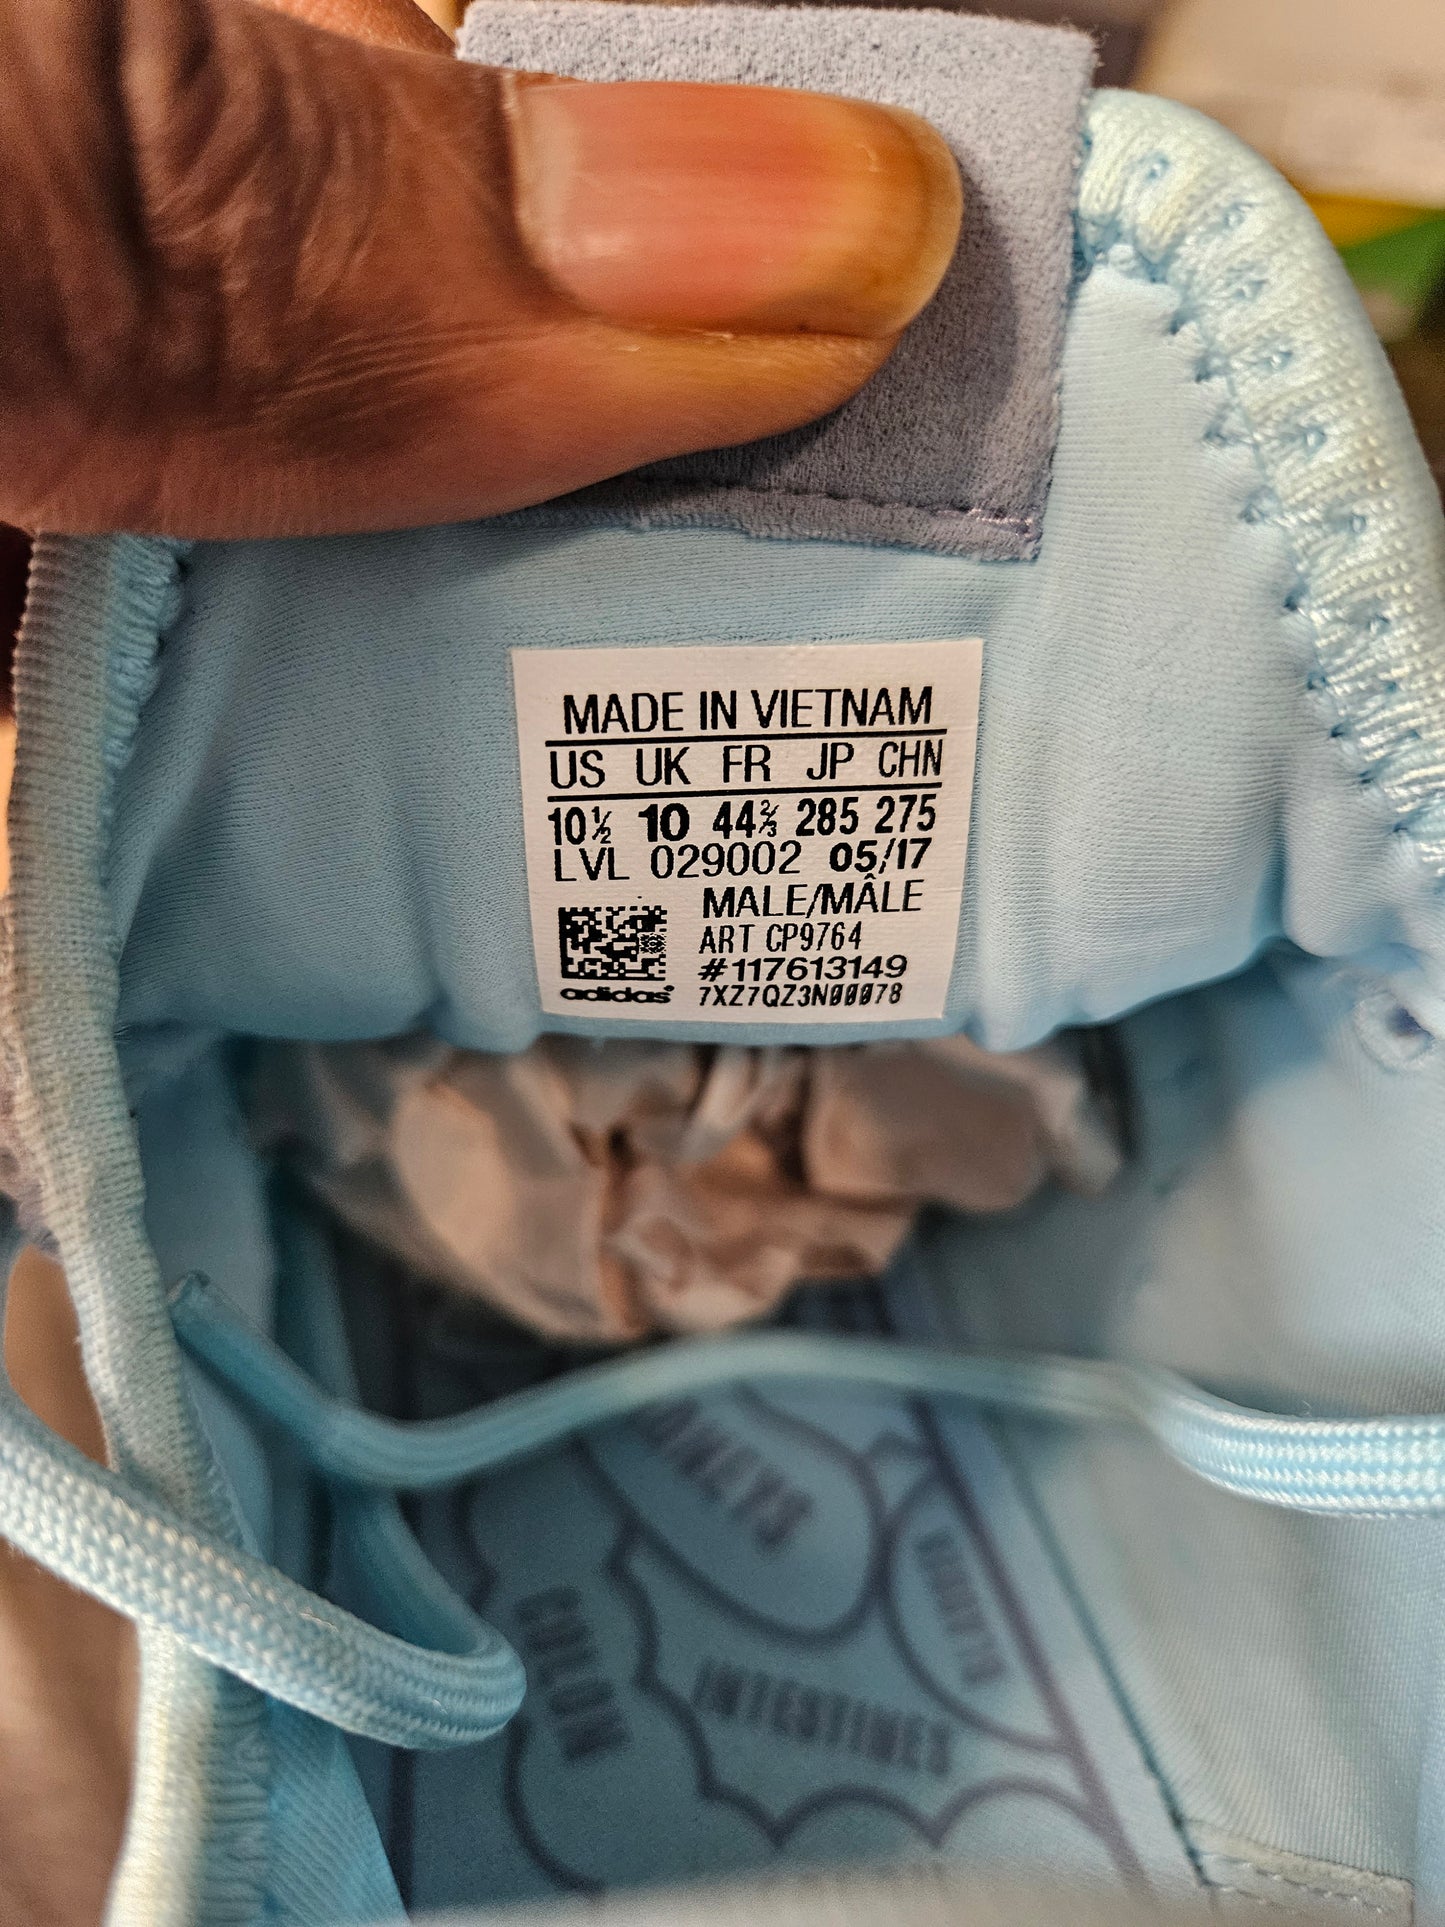 MADE IN VIETNAM
US UK FR JP CHN
10½ 10 44⅔ 285 275
LVL 029002 05/17
MALE/MÂLE
ART CP9764
#117613149
adidas® 7XZ7QZ3N00078
COLON
INTESTINES